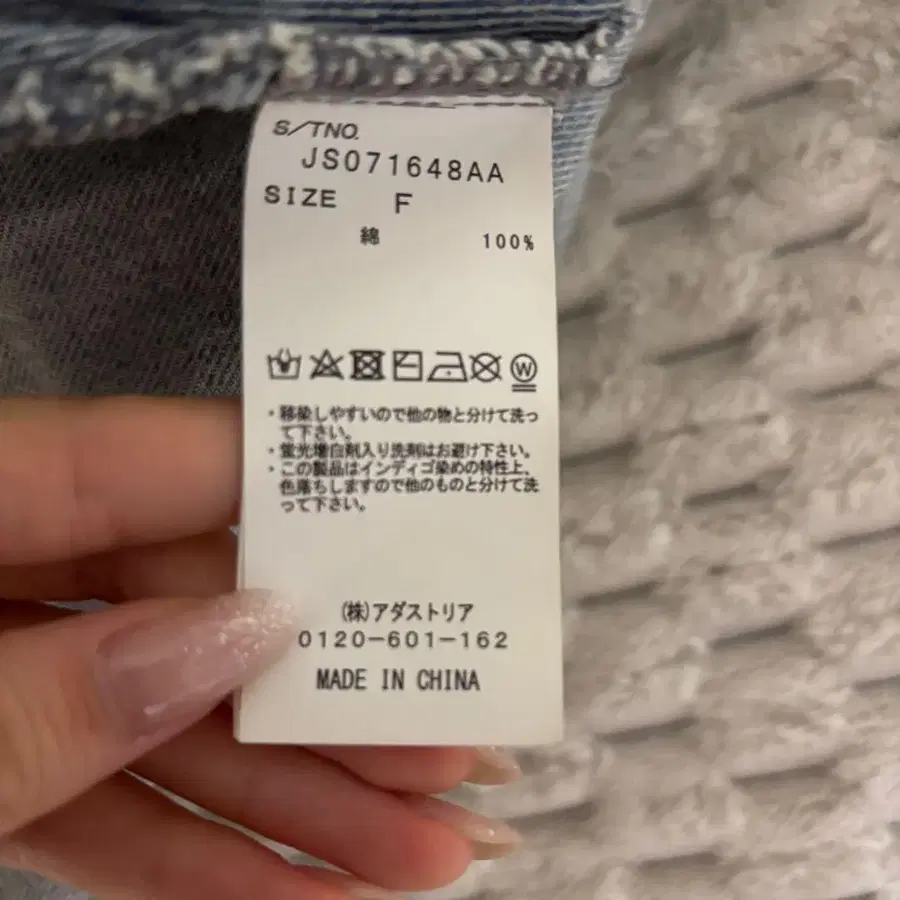 S/TNO.
JS071648AA
SIZE F
綿 100%
W
・移染しやすいので他の物と分けて洗っ
て下さい。
・蛍光増白剤入り洗剤はお避け下さい。
・この製品はインディゴ染めの特性上、
色落ちしますので他のものと分けて洗
って下さい。
(株)アダストリア
0120-601-162
MADE IN CHINA